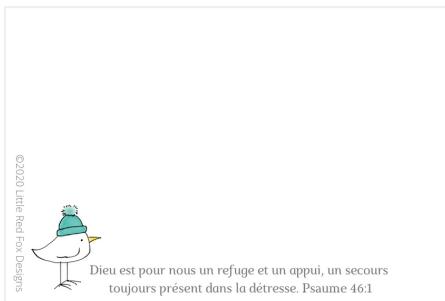 ©2020 Little Red Fox Designs
Dieu est pour nous un refuge et un appui, un secours
toujours présent dans la détresse. Psaume 46:1